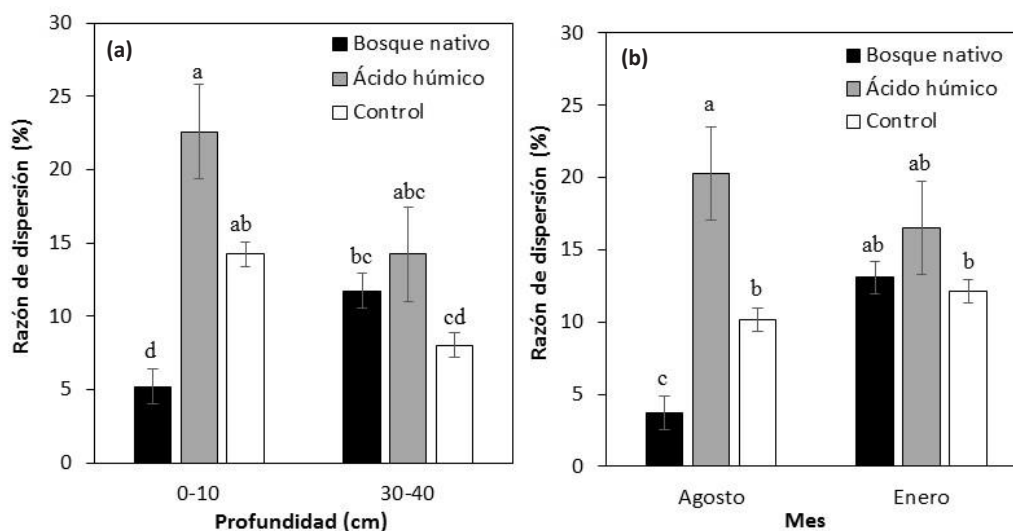 (a)
Bosque nativo
Ácido húmico
Control
Razón de dispersión (%)
30
25
20
15
10
5
0
a
ab
d
abc
bc
cd
0-10
30-40
Profundidad (cm)
(b)
Bosque nativo
Ácido húmico
Control
Razón de dispersión (%)
30
25
20
15
10
5
0
a
b
c
ab
ab
b
Agosto
Enero
Mes